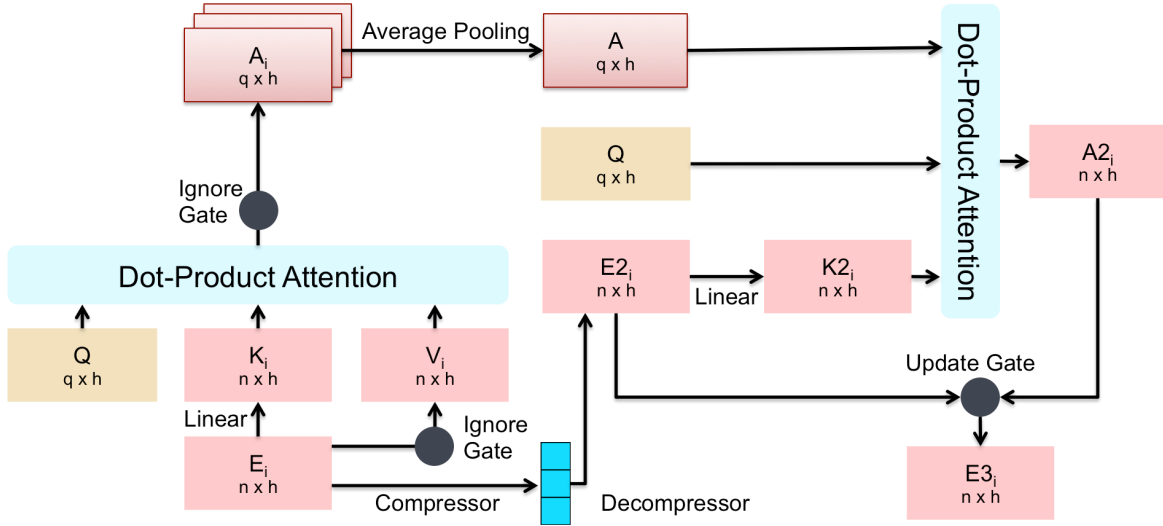 A_i
q x h
Average Pooling
A
q x h
Dot-Product Attention
Q
q x h
A2_i
n x h
Ignore
Gate
Dot-Product Attention
E2_i
n x h
Linear
K2_i
n x h
Q
q x h
K_i
n x h
V_i
n x h
Update Gate
Linear
Ignore
Gate
E_i
n x h
Compressor
Decompressor
E3_i
n x h